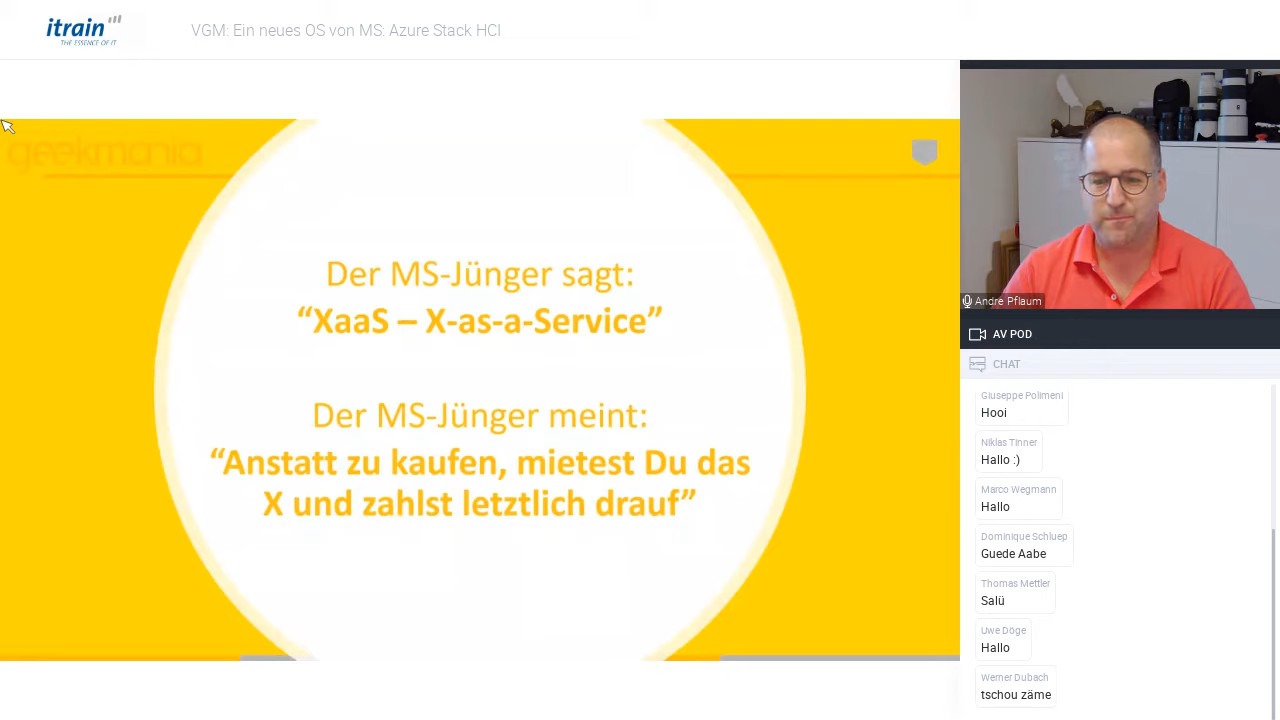 itrain
THE ESSENCE OF IT
VGM: Ein neues OS von MS: Azure Stack HCI
geekmania
Der MS-Jünger sagt:
“XaaS – X-as-a-Service”
Der MS-Jünger meint:
“Anstatt zu kaufen, mietest Du das
X und zahlst letztlich drauf”
Andre Pflaum
AV POD
CHAT
Giuseppe Polimeni
Hooi
Niklas Tinner
Hallo :)
Marco Wegmann
Hallo
Dominique Schluep
Guede Aabe
Thomas Mettler
Salü
Uwe Döge
Hallo
Werner Dubach
tschou zäme